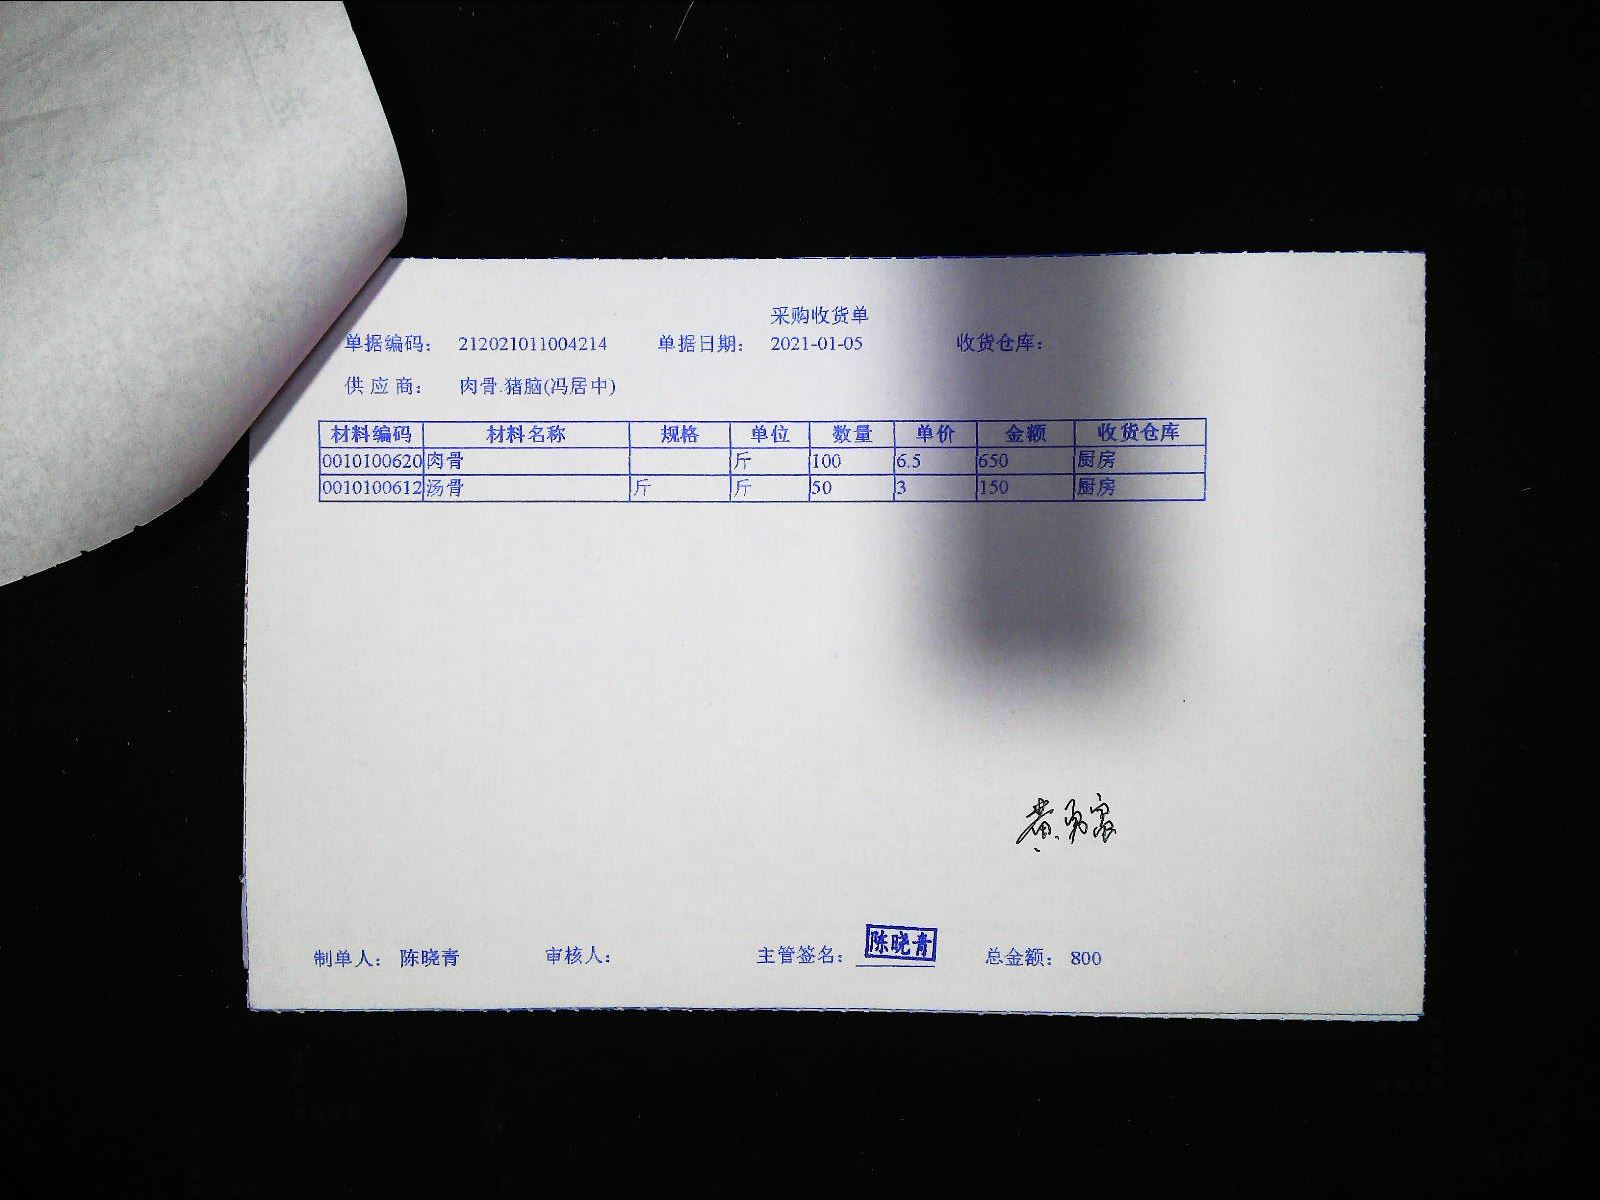 采购收货单
单据编码： 212021011004214 单据日期： 2021-01-05 收货仓库：
供 应 商： 肉骨.猪脑(冯居中)
材料编码 材料名称 规格 单位 数量 单价 金额 收货仓库
0010100620 肉骨 斤 100 6.5 650 厨房
0010100612 汤骨 斤 斤 50 3 150 厨房
制单人： 陈晓青 审核人： 主管签名： 陈晓青 总金额： 800